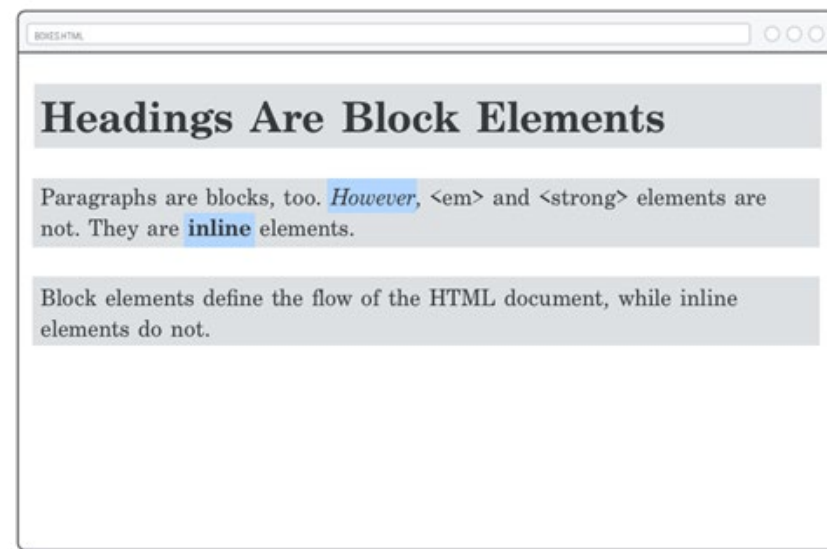 BOXES.HTML
Headings Are Block Elements
Paragraphs are blocks, too. However, <em> and <strong> elements are
not. They are inline elements.
Block elements define the flow of the HTML document, while inline
elements do not.